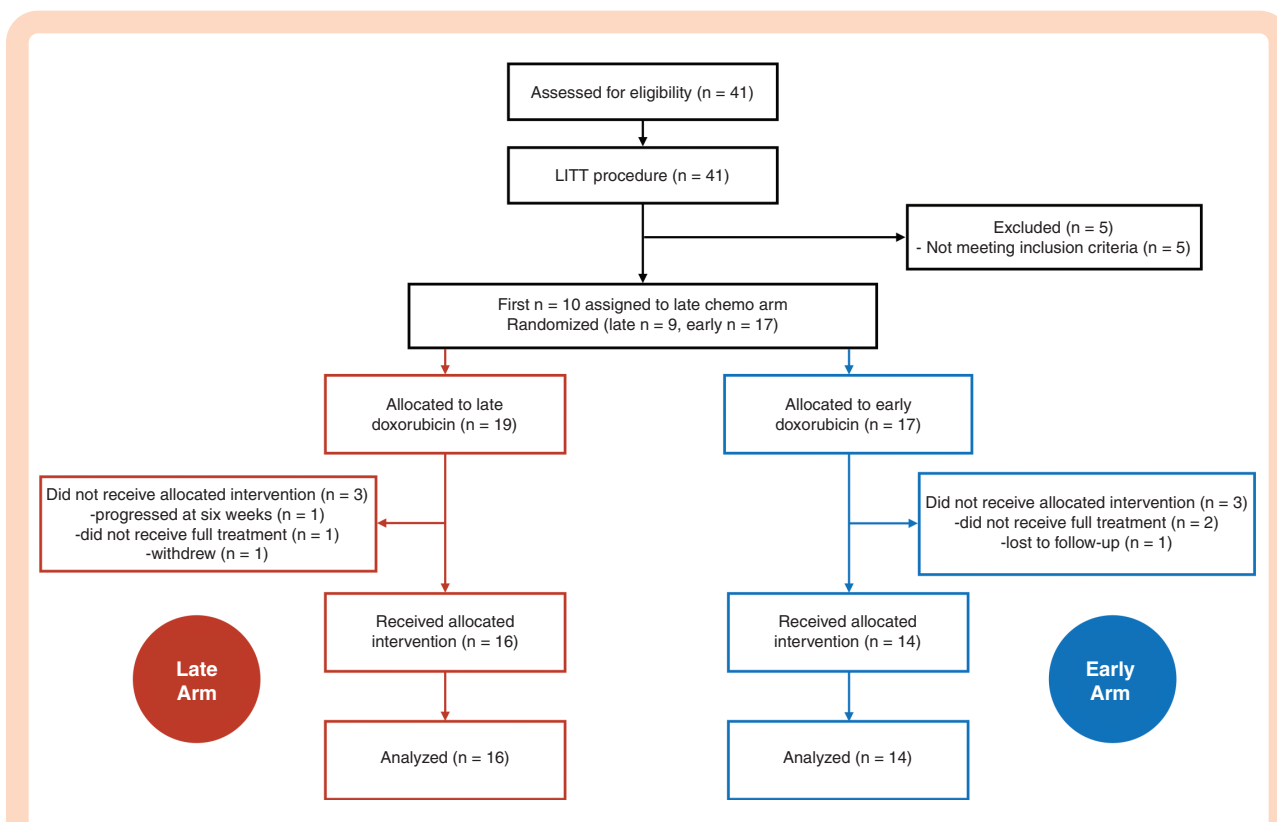 Assessed for eligibility (n = 41)
LITT procedure (n = 41)
Excluded (n = 5)
- Not meeting inclusion criteria (n = 5)
First n = 10 assigned to late chemo arm
Randomized (late n = 9, early n = 17)
Allocated to late
doxorubicin (n = 19)
Allocated to early
doxorubicin (n = 17)
Did not receive allocated intervention (n = 3)
-progressed at six weeks (n = 1)
-did not receive full treatment (n = 1)
-withdrew (n = 1)
Did not receive allocated intervention (n = 3)
-did not receive full treatment (n = 2)
-lost to follow-up (n = 1)
Received allocated
intervention (n = 16)
Received allocated
intervention (n = 14)
Late
Arm
Early
Arm
Analyzed (n = 16)
Analyzed (n = 14)